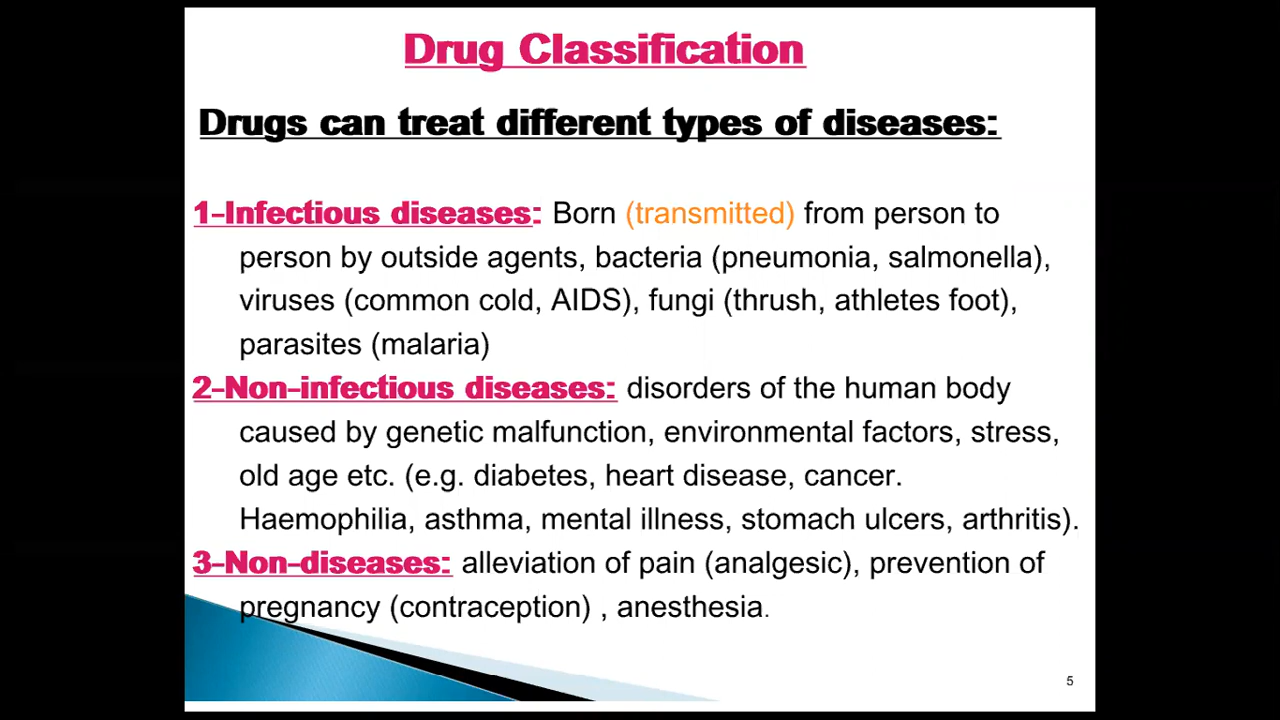 Drug Classification
Drugs can treat different types of diseases:
1-Infectious diseases: Born (transmitted) from person to
person by outside agents, bacteria (pneumonia, salmonella),
viruses (common cold, AIDS), fungi (thrush, athletes foot),
parasites (malaria)
2-Non-infectious diseases: disorders of the human body
caused by genetic malfunction, environmental factors, stress,
old age etc. (e.g. diabetes, heart disease, cancer.
Haemophilia, asthma, mental illness, stomach ulcers, arthritis).
3-Non-diseases: alleviation of pain (analgesic), prevention of
pregnancy (contraception) , anesthesia.
5